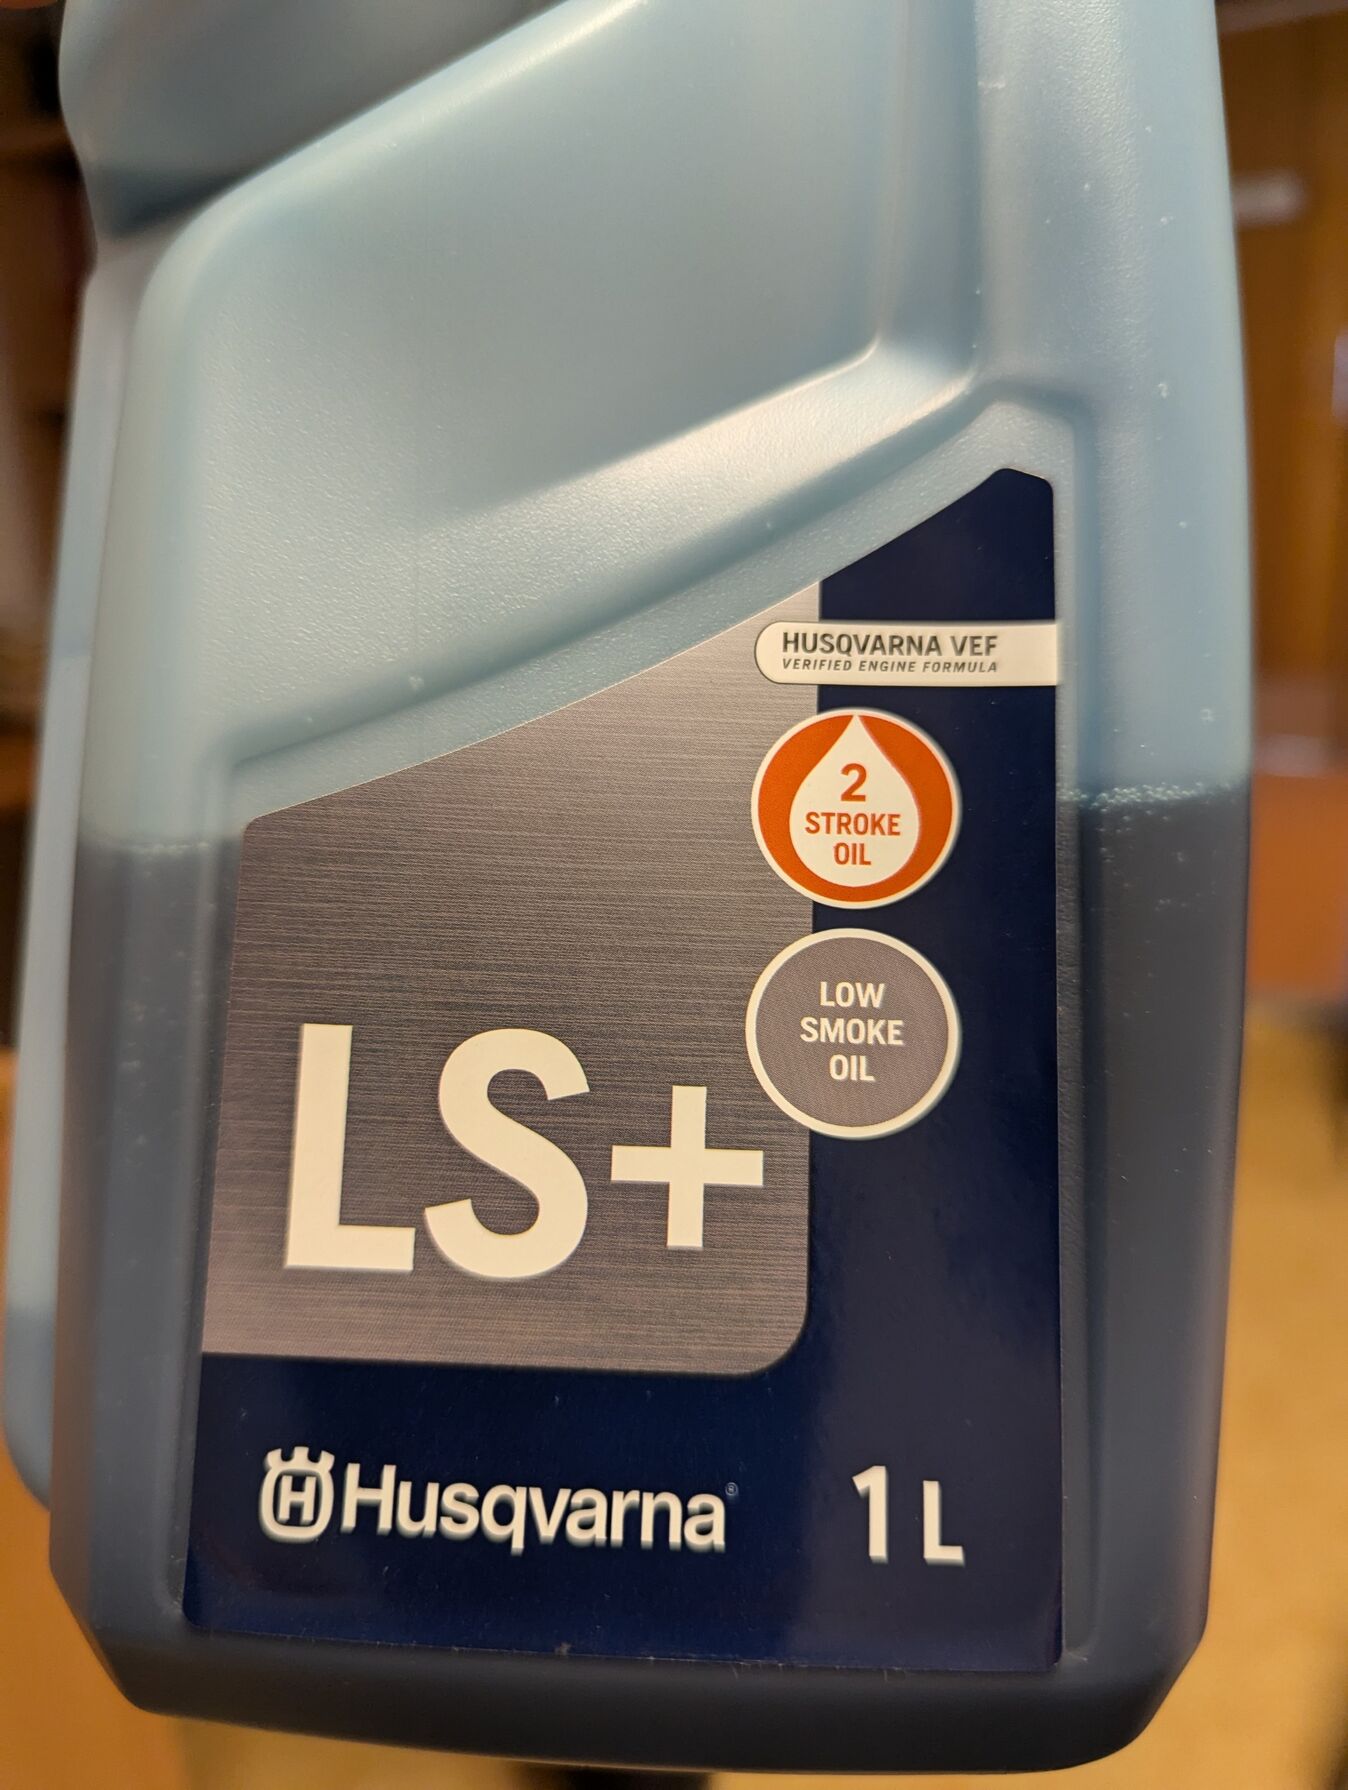 HUSQVARNA VEF
VERIFIED ENGINE FORMULA
2
STROKE
OIL
LOW
SMOKE
OIL
LS+
H Husqvarna®
1 L